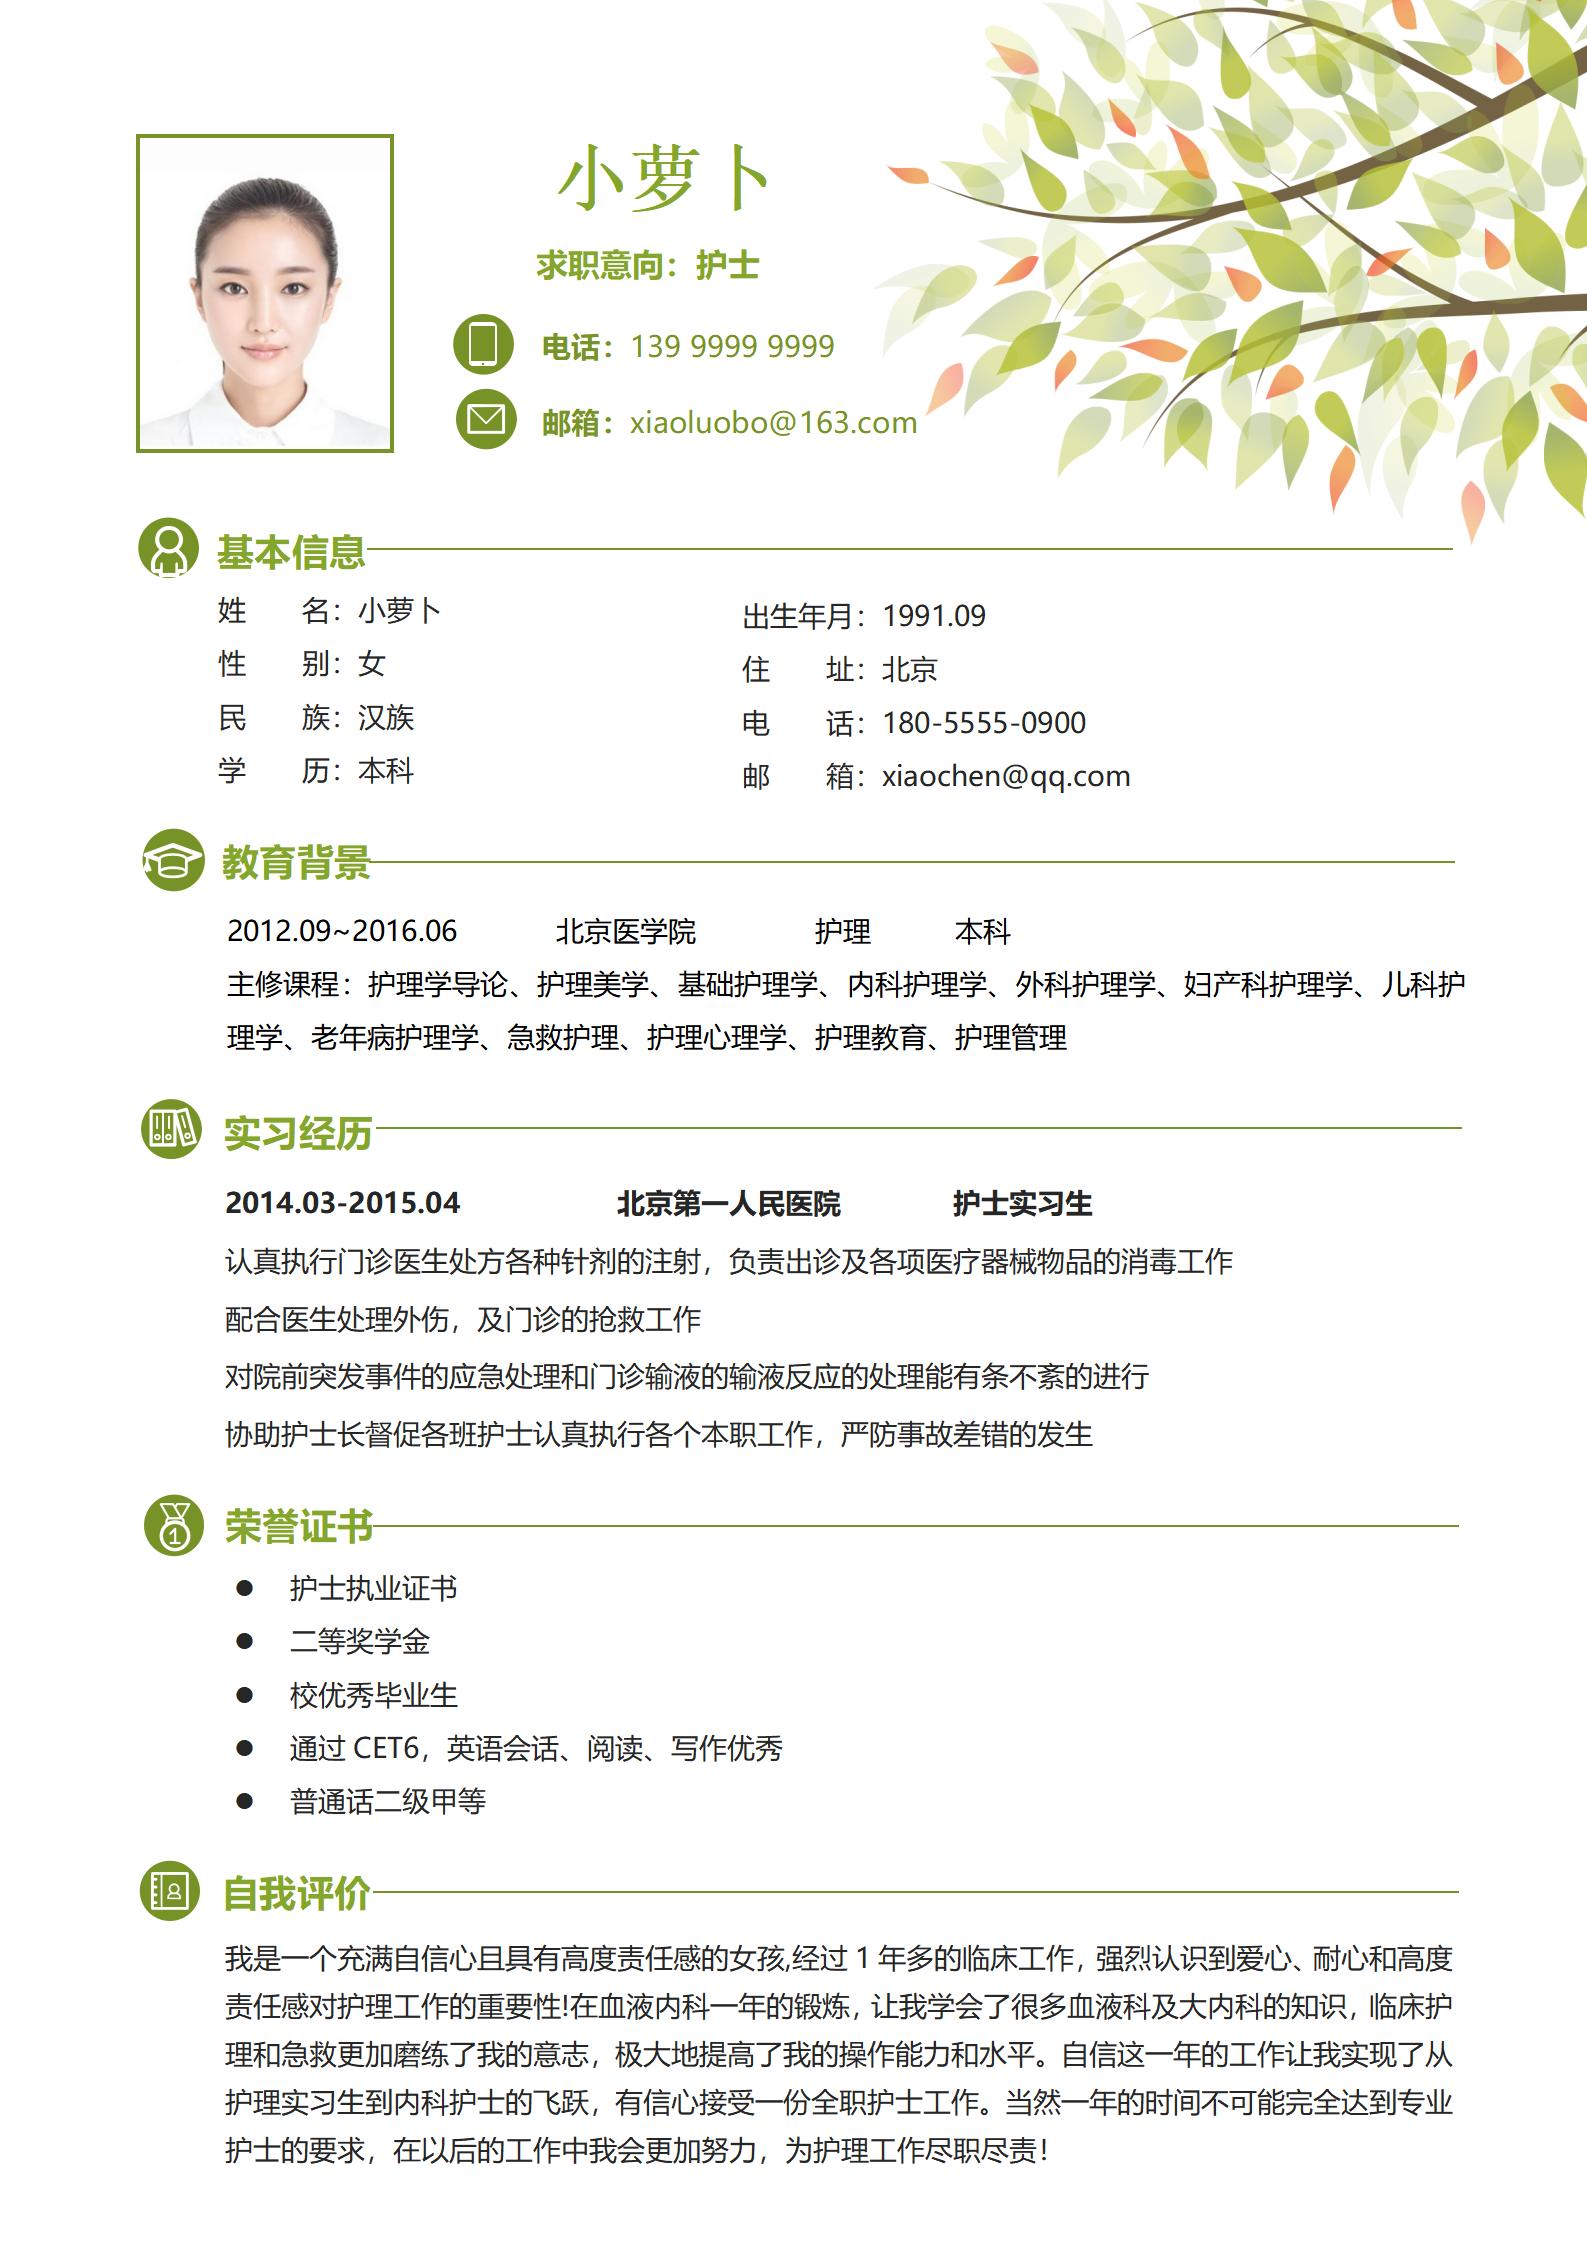 小萝卜
求职意向：护士
电话：139 9999 9999
邮箱：xiaoluobo@163.com
基本信息
姓　　名：小萝卜
性　　别：女
民　　族：汉族
学　　历：本科
出生年月：1991.09
住　　址：北京
电　　话：180-5555-0900
邮　　箱：xiaochen@qq.com
教育背景
2012.09~2016.06　　　北京医学院　　　　护理　　　本科
主修课程：护理学导论、护理美学、基础护理学、内科护理学、外科护理学、妇产科护理学、儿科护
理学、老年病护理学、急救护理、护理心理学、护理教育、护理管理
实习经历
2014.03-2015.04　　　　　北京第一人民医院　　　　护士实习生
认真执行门诊医生处方各种针剂的注射，负责出诊及各项医疗器械物品的消毒工作
配合医生处理外伤，及门诊的抢救工作
对院前突发事件的应急处理和门诊输液的输液反应的处理能有条不紊的进行
协助护士长督促各班护士认真执行各个本职工作，严防事故差错的发生
1
荣誉证书
● 护士执业证书
● 二等奖学金
● 校优秀毕业生
● 通过 CET6，英语会话、阅读、写作优秀
● 普通话二级甲等
自我评价
我是一个充满自信心且具有高度责任感的女孩,经过 1 年多的临床工作，强烈认识到爱心、耐心和高度
责任感对护理工作的重要性!在血液内科一年的锻炼，让我学会了很多血液科及大内科的知识，临床护
理和急救更加磨练了我的意志，极大地提高了我的操作能力和水平。自信这一年的工作让我实现了从
护理实习生到内科护士的飞跃，有信心接受一份全职护士工作。当然一年的时间不可能完全达到专业
护士的要求，在以后的工作中我会更加努力，为护理工作尽职尽责！